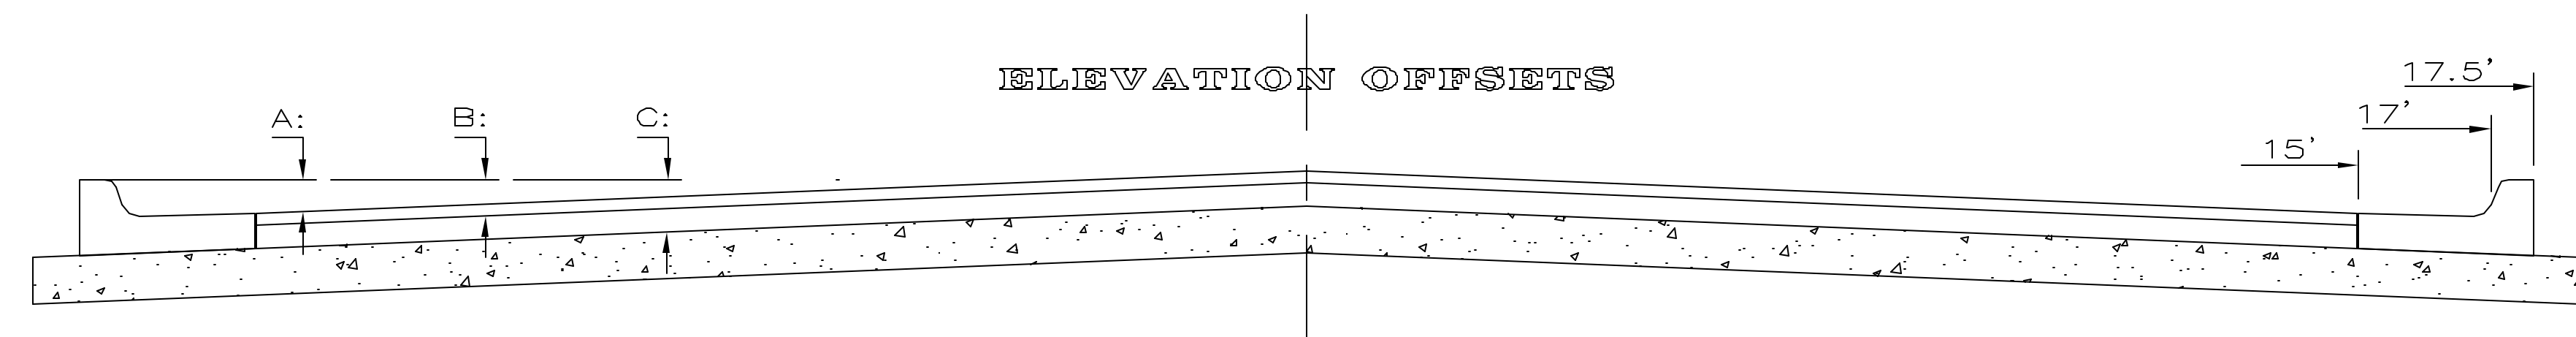 ELEVATION OFFSETS
17.5'
17'
A: B: C:
15'